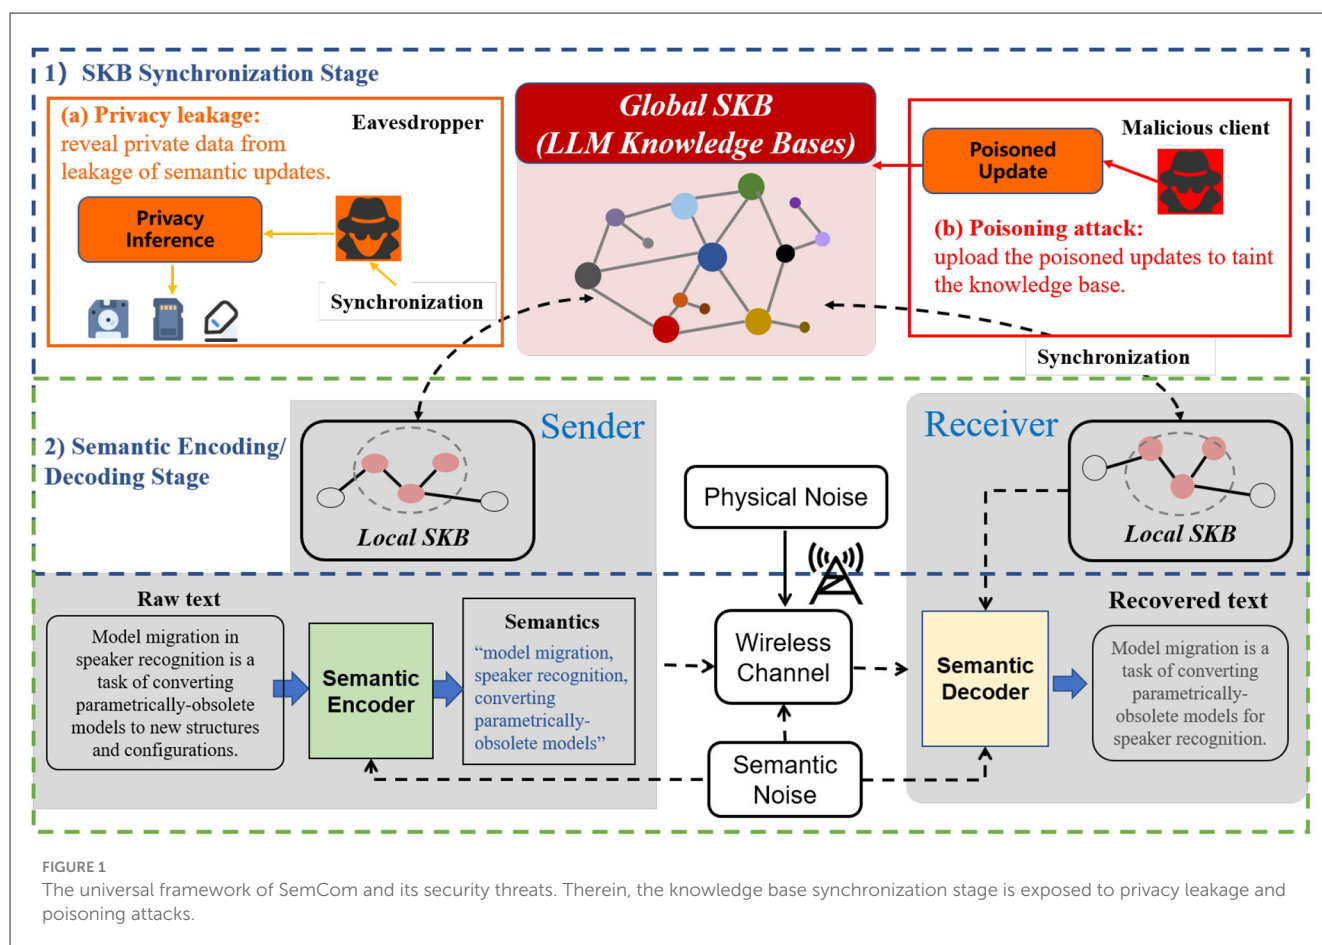 1) SKB Synchronization Stage
(a) Privacy leakage:
reveal private data from
leakage of semantic updates.
Eavesdropper
Privacy
Inference
Synchronization
Global SKB
(LLM Knowledge Bases)
Malicious client
Poisoned
Update
(b) Poisoning attack:
upload the poisoned updates to taint
the knowledge base.
Synchronization
2) Semantic Encoding/
Decoding Stage
Sender
Local SKB
Receiver
Local SKB
Physical Noise
Raw text
Model migration in
speaker recognition is a
task of converting
parametrically-obsolete
models to new structures
and configurations.
Semantic
Encoder
Semantics
“model migration,
speaker recognition,
converting
parametrically-
obsolete models”
Wireless
Channel
Semantic
Noise
Semantic
Decoder
Recovered text
Model migration is a
task of converting
parametrically-
obsolete models for
speaker recognition.
FIGURE 1
The universal framework of SemCom and its security threats. Therein, the knowledge base synchronization stage is exposed to privacy leakage and
poisoning attacks.